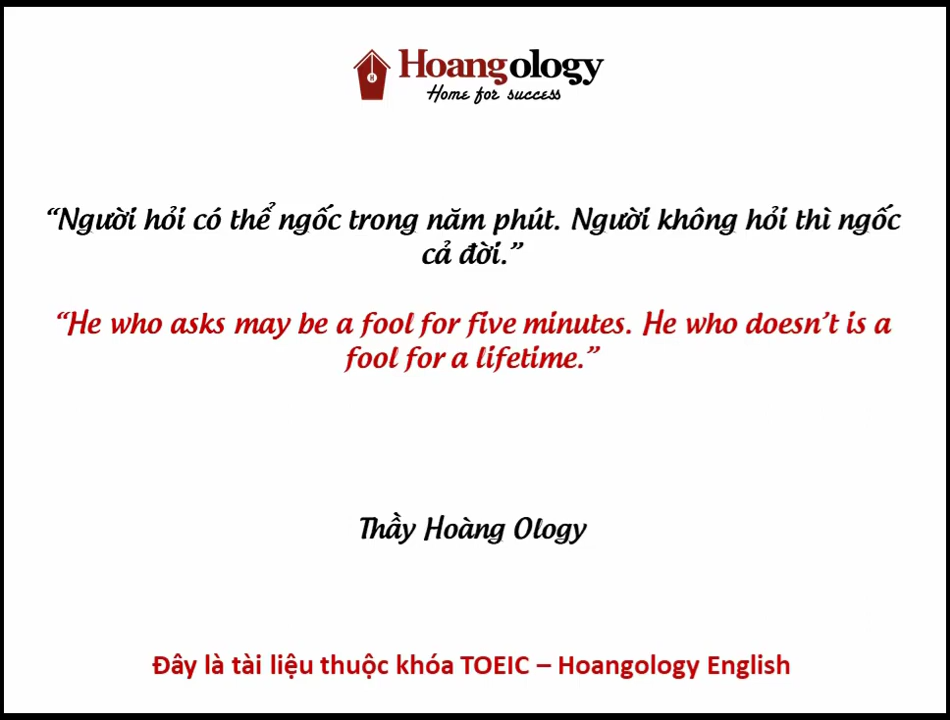 Hoangology
Home for success
“Người hỏi có thể ngốc trong năm phút. Người không hỏi thì ngốc
cả đời.”
“He who asks may be a fool for five minutes. He who doesn’t is a
fool for a lifetime.”
Thầy Hoàng Ology
Đây là tài liệu thuộc khóa TOEIC – Hoangology English